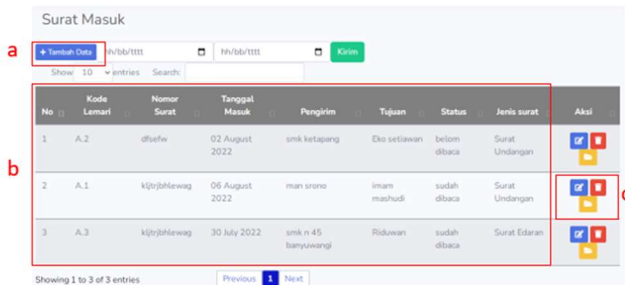 Surat Masuk
a
+ Tambah Data hh/bb/tttt hh/bb/tttt Kirim
Show 10 entries Search:
No Kode Lemari Nomor Surat Tanggal Masuk Pengirim Tujuan Status Jenis surat Aksi
b
1 A.2 dfsefw 02 August 2022 smk ketapang Eko setiawan belom dibaca Surat Undangan
2 A.1 kljtrjbhlewag 06 August 2022 man srono imam mashudi sudah dibaca Surat Undangan
3 A.3 kljtrjbhlewag 30 July 2022 smk n 45 banyuwangi Riduwan sudah dibaca Surat Edaran
Showing 1 to 3 of 3 entries Previous 1 Next